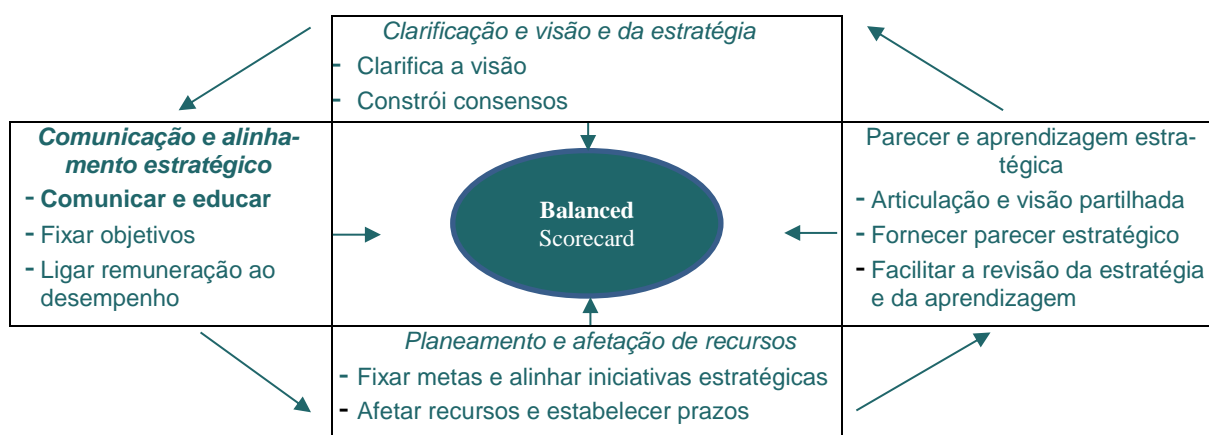 Clarificação e visão e da estratégia
- Clarifica a visão
- Constrói consensos
Comunicação e alinha-
mento estratégico
- Comunicar e educar
- Fixar objetivos
- Ligar remuneração ao
desempenho
Balanced
Scorecard
Parecer e aprendizagem estra-
tégica
- Articulação e visão partilhada
- Fornecer parecer estratégico
- Facilitar a revisão da estratégia
e da aprendizagem
Planeamento e afetação de recursos
- Fixar metas e alinhar iniciativas estratégicas
- Afetar recursos e estabelecer prazos